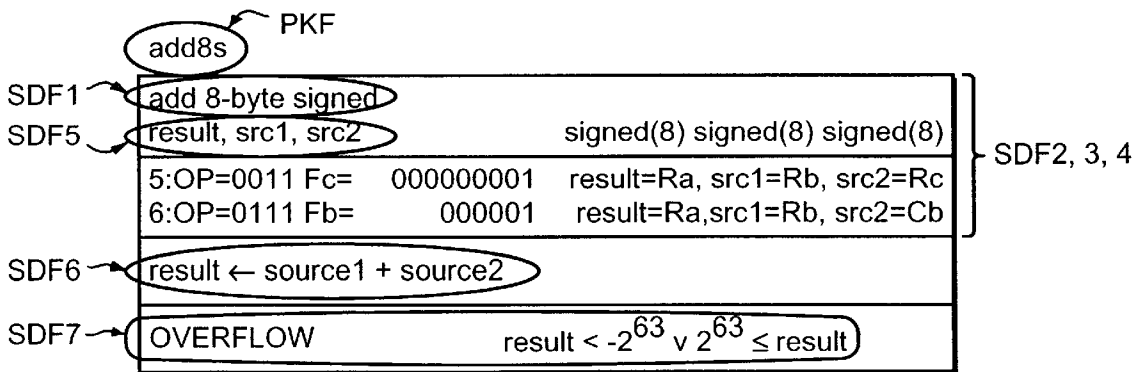 PKF
add8s
SDF1 add 8-byte signed
SDF5 result, src1, src2 signed(8) signed(8) signed(8)
SDF2, 3, 4
5:OP=0011 Fc= 000000001 result=Ra, src1=Rb, src2=Rc
6:OP=0111 Fb= 000001 result=Ra,src1=Rb, src2=Cb
SDF6 result ← source1 + source2
SDF7 OVERFLOW result < -2^63 v 2^63 ≤ result